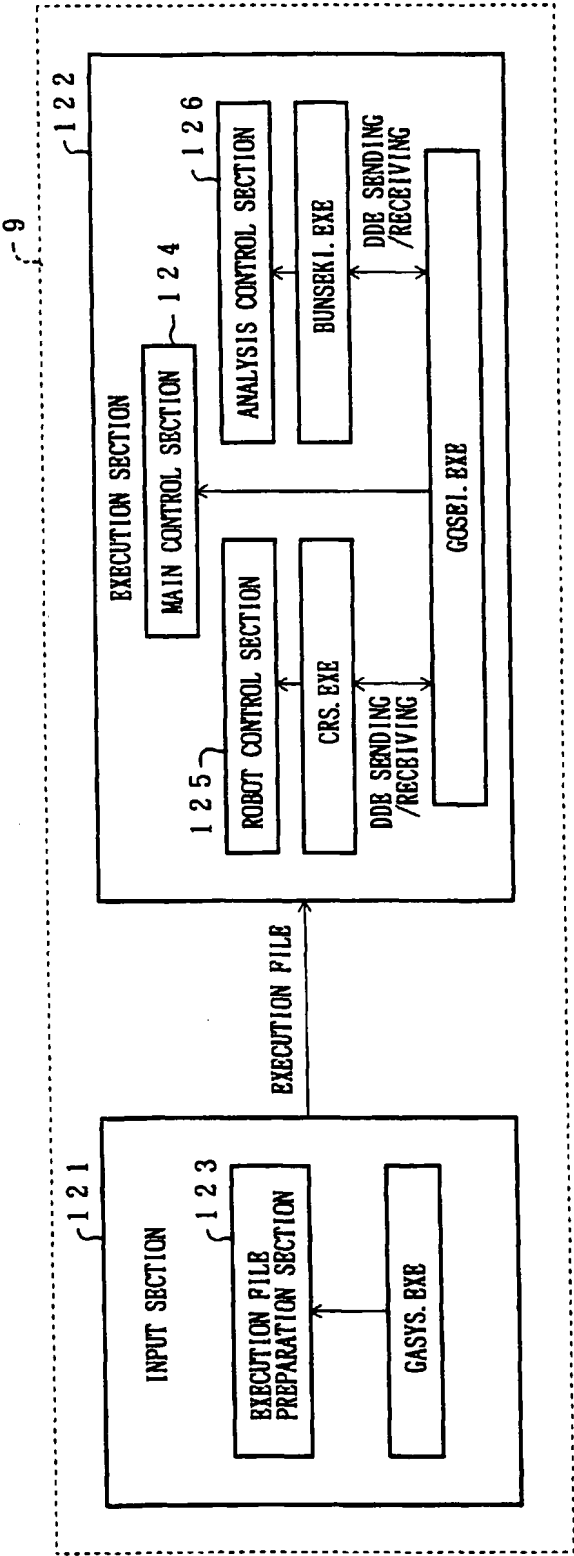 9
121
INPUT SECTION
123
EXECUTION FILE
PREPARATION SECTION
GASYS.EXE
EXECUTION FILE
122
EXECUTION SECTION
124
MAIN CONTROL SECTION
125
ROBOT CONTROL SECTION
CRS.EXE
DDE SENDING
/RECEIVING
126
ANALYSIS CONTROL SECTION
BUNSEKI.EXE
DDE SENDING
/RECEIVING
GOSEI.EXE